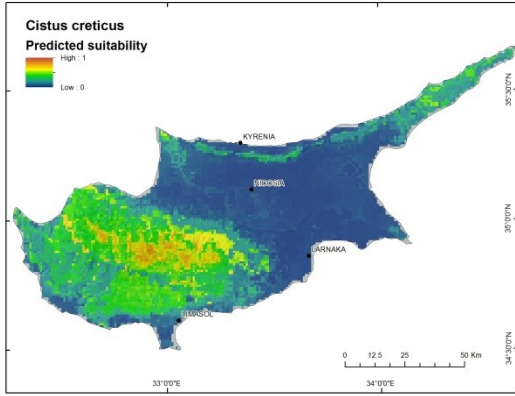 Cistus creticus
Predicted suitability
High : 1
Low : 0
KYRENIA
NICOSIA
LARNAKA
LIMASOL
35°30'0"N
35°0'0"N
34°30'0"N
0 12.5 25 50 Km
33°0'0"E 34°0'0"E